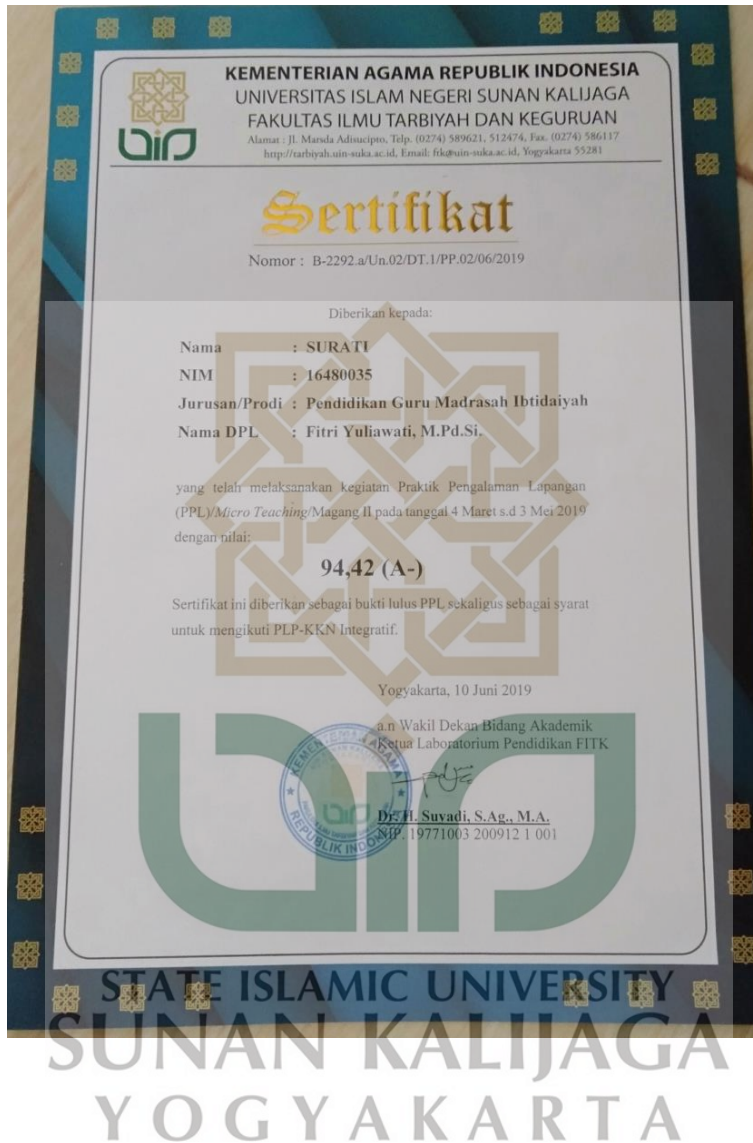 KEMENTERIAN AGAMA REPUBLIK INDONESIA
UNIVERSITAS ISLAM NEGERI SUNAN KALIJAGA
FAKULTAS ILMU TARBIYAH DAN KEGURUAN
Alamat : Jl. Marsda Adisucipto, Telp. (0274) 589621, 512474, Fax. (0274) 586117
http://tarbiyah.uin-suka.ac.id, Email: ftk@uin-suka.ac.id, Yogyakarta 55281
Sertifikat
Nomor : B-2292.a/Un.02/DT.1/PP.02/06/2019
Diberikan kepada:
Nama : SURATI
NIM : 16480035
Jurusan/Prodi : Pendidikan Guru Madrasah Ibtidaiyah
Nama DPL : Fitri Yuliawati, M.Pd.Si.
yang telah melaksanakan kegiatan Praktik Pengalaman Lapangan
(PPL)/Micro Teaching/Magang II pada tanggal 4 Maret s.d 3 Mei 2019
dengan nilai:
94,42 (A-)
Sertifikat ini diberikan sebagai bukti lulus PPL sekaligus sebagai syarat
untuk mengikuti PLP-KKN Integratif.
Yogyakarta, 10 Juni 2019
a.n Wakil Dekan Bidang Akademik
Ketua Laboratorium Pendidikan FITK
KEMENTERIAN AGAMA
REPUBLIK INDONESIA
Dr. H. Suyadi, S.Ag., M.A.
NIP. 19771003 200912 1 001
STATE ISLAMIC UNIVERSITY
SUNAN KALIJAGA
YOGYAKARTA